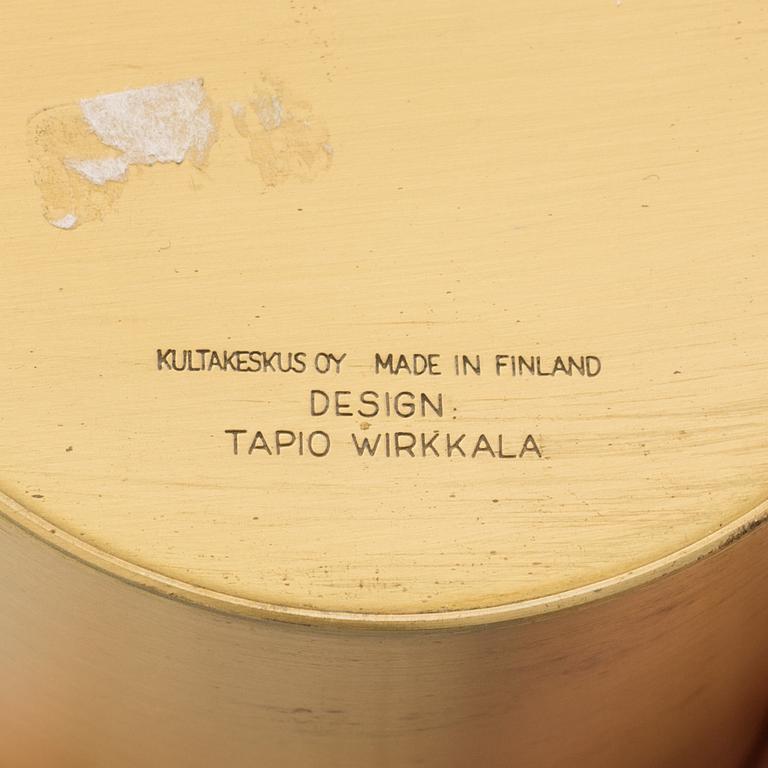 KULTAKESKUS OY MADE IN FINLAND
DESIGN:
TAPIO WIRKKALA